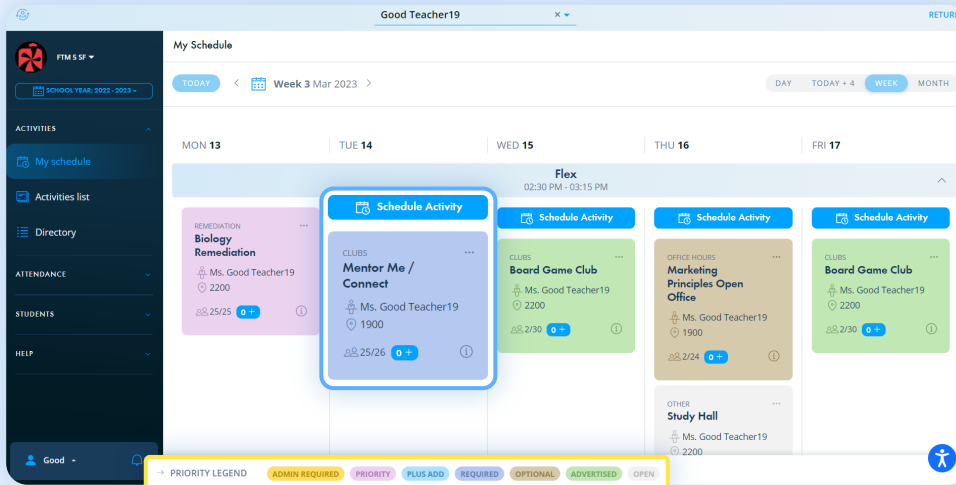 Good Teacher19
RETURN
FTM 5 SF
SCHOOL YEAR: 2022 - 2023
ACTIVITIES
My schedule
Activities list
Directory
ATTENDANCE
STUDENTS
HELP
Good
My Schedule
TODAY
Week 3 Mar 2023
DAY
TODAY + 4
WEEK
MONTH
MON 13
TUE 14
WED 15
THU 16
FRI 17
Flex
02:30 PM - 03:15 PM
REMEDIATION
Biology
Remediation
Ms. Good Teacher19
2200
25/25 0 +
Schedule Activity
CLUBS
Mentor Me /
Connect
Ms. Good Teacher19
1900
25/26 0 +
Schedule Activity
CLUBS
Board Game Club
Ms. Good Teacher19
2200
2/30 0 +
Schedule Activity
OFFICE HOURS
Marketing
Principles Open
Office
Ms. Good Teacher19
1900
2/24 0 +
OTHER
Study Hall
Ms. Good Teacher19
2200
Schedule Activity
CLUBS
Board Game Club
Ms. Good Teacher19
2200
2/30 0 +
PRIORITY LEGEND
ADMIN REQUIRED
PRIORITY
PLUS ADD
REQUIRED
OPTIONAL
ADVERTISED
OPEN